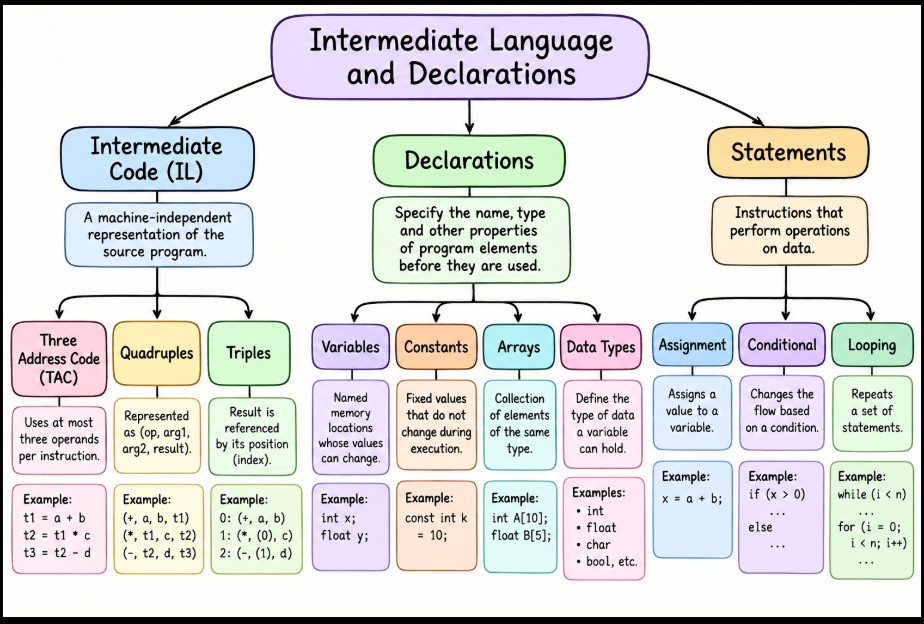 Intermediate Language
and Declarations
Intermediate
Code (IL)
A machine-independent
representation of the
source program.
Three
Address Code
(TAC)
Uses at most
three operands
per instruction.
Example:
t1 = a + b
t2 = t1 * c
t3 = t2 - d
Quadruples
Represented
as (op, arg1,
arg2, result).
Example:
(+, a, b, t1)
(*, t1, c, t2)
(-, t2, d, t3)
Triples
Result is
referenced
by its position
(index).
Example:
0: (+, a, b)
1: (*, (0), c)
2: (-, (1), d)
Declarations
Specify the name, type
and other properties
of program elements
before they are used.
Variables
Named
memory
locations
whose values
can change.
Example:
int x;
float y;
Constants
Fixed values
that do not
change during
execution.
Example:
const int k
= 10;
Arrays
Collection
of elements
of the same
type.
Example:
int A[10];
float B[5];
Data Types
Define the
type of data
a variable
can hold.
Examples:
• int
• float
• char
• bool, etc.
Statements
Instructions that
perform operations
on data.
Assignment
Assigns a
value to a
variable.
Example:
x = a + b;
Conditional
Changes the
flow based
on a condition.
Example:
if (x > 0)
...
else
...
Looping
Repeats
a set of
statements.
Example:
while (i < n)
...
for (i = 0;
i < n; i++)
...